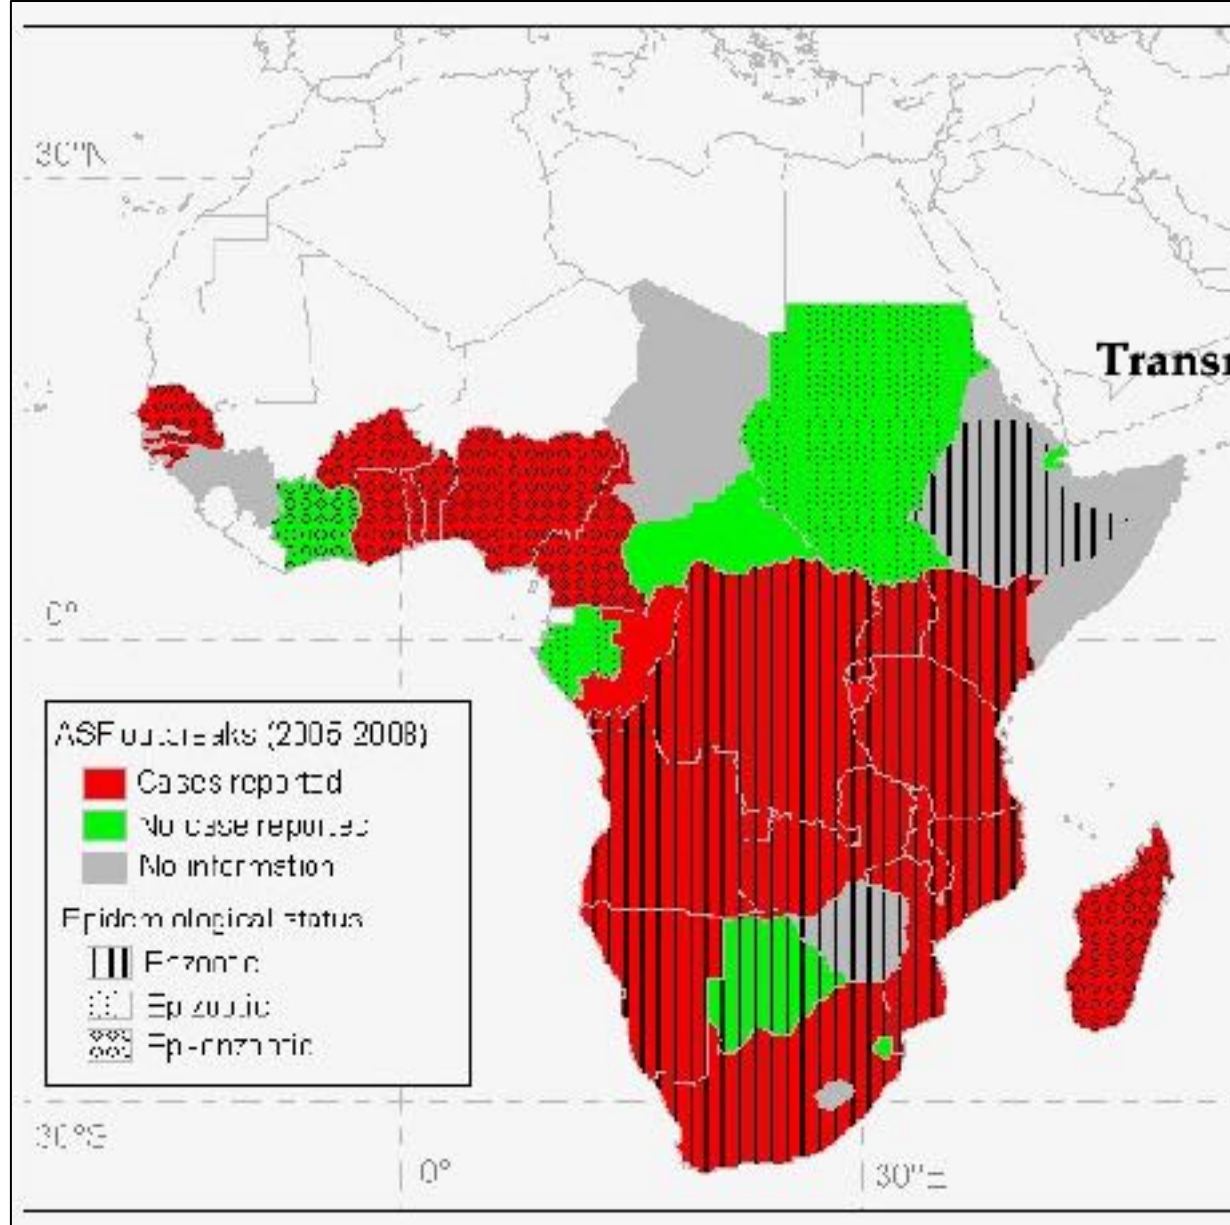 30°N
Transm
0°
ASF outbreaks (2005-2008)
Cases reported
No case reported
No information
Epidemiological status
Enzootic
Epizootic
Epi-enzootic
30°S
0°
30°E